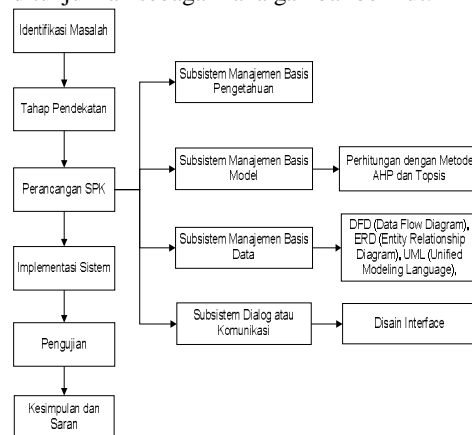 Identifikasi Masalah
Tahap Pendekatan
Perancangan SPK
Implementasi Sistem
Pengujian
Kesimpulan dan
Saran
Subsistem Manajemen Basis
Pengetahuan
Subsistem Manajemen Basis
Model
Perhitungan dengan Metode
AHP dan Topsis
Subsistem Manajemen Basis
Data
DFD (Data Flow Diagram),
ERD (Entity Relationship
Diagram), UML (Unified
Modeling Language),
Subsistem Dialog atau
Komunikasi
Disain Interface